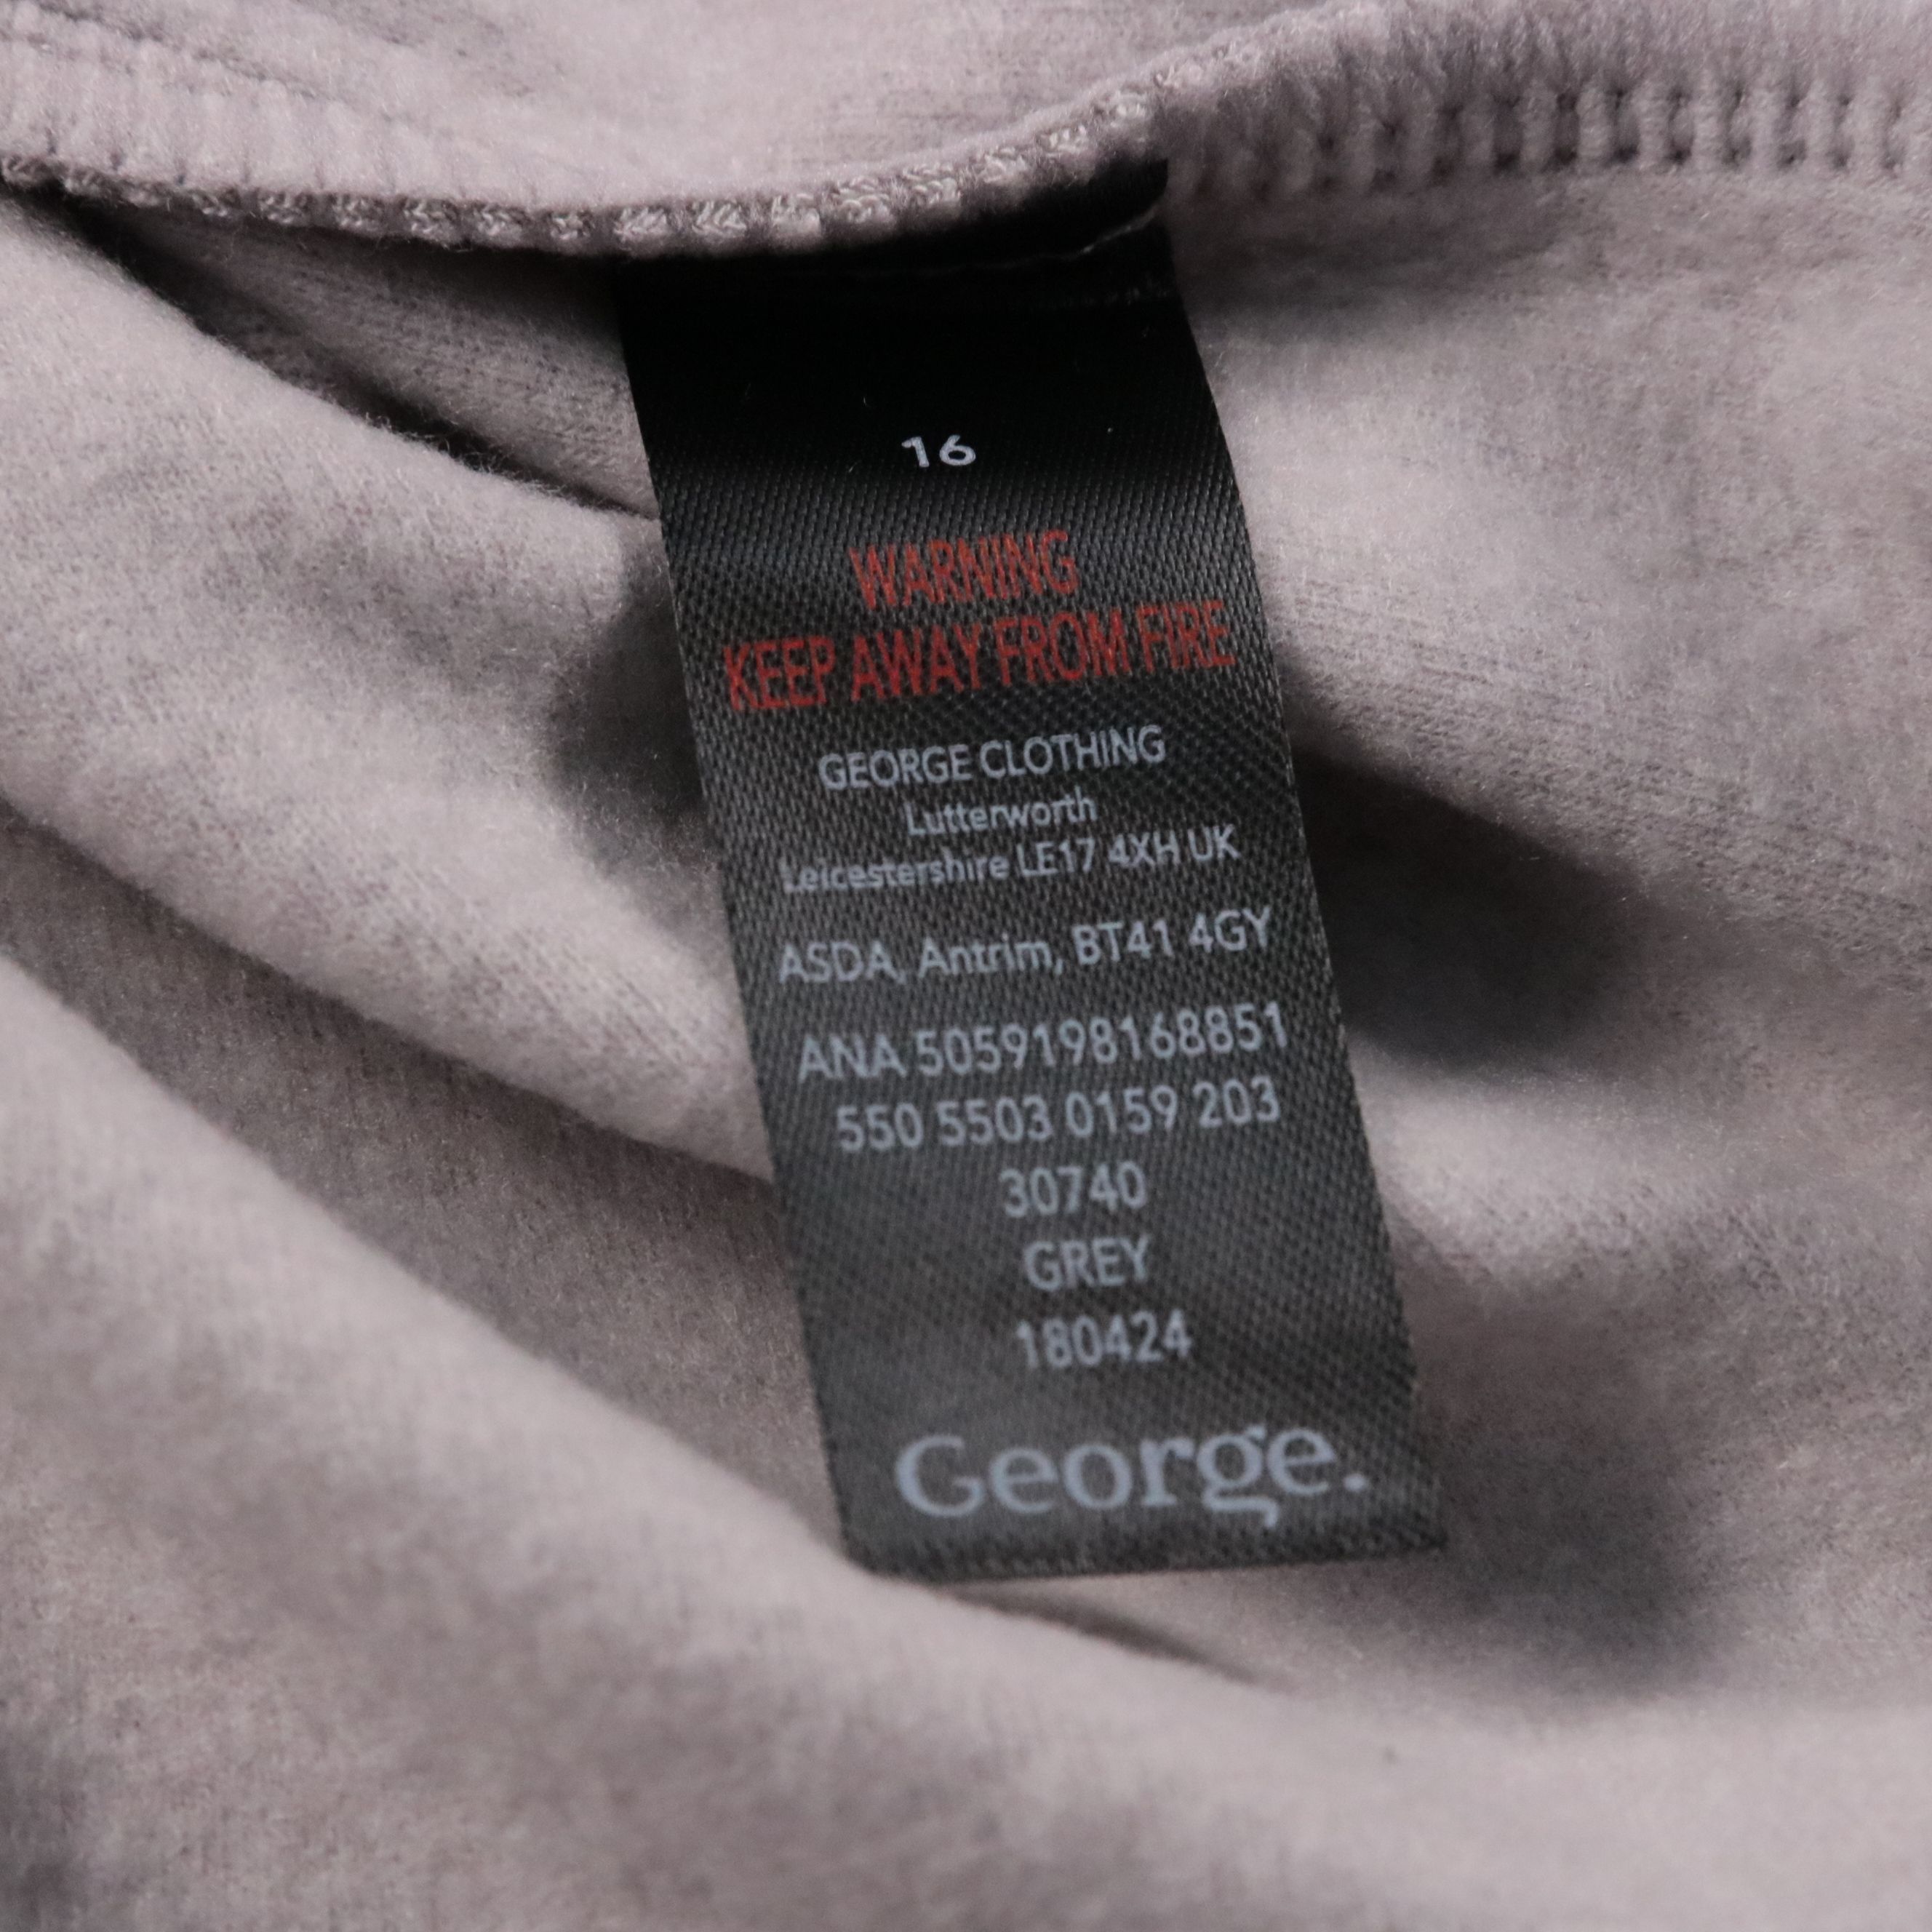 16
WARNING
KEEP AWAY FROM FIRE
GEORGE CLOTHING
Lutterworth
Leicestershire LE17 4XH UK
ASDA, Antrim, BT41 4GY
ANA 5059198168851
550 5503 0159 203
30740
GREY
180424
George.